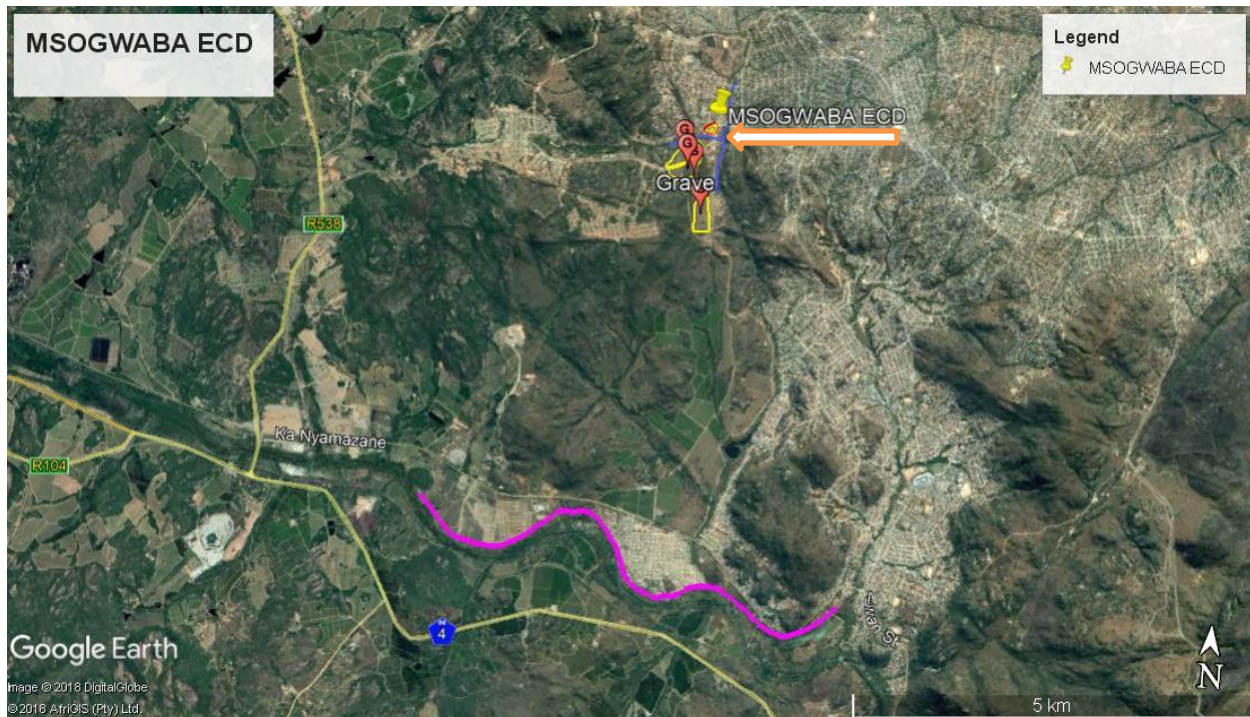 MSOGWABA ECD
Legend
MSOGWABA ECD
MSOGWABA ECD
G
G
G
Grave
R538
Ka Nyamazane
R104
N
4
Google Earth
Image © 2018 DigitalGlobe
© 2018 AfriGIS (Pty) Ltd.
N
5 km